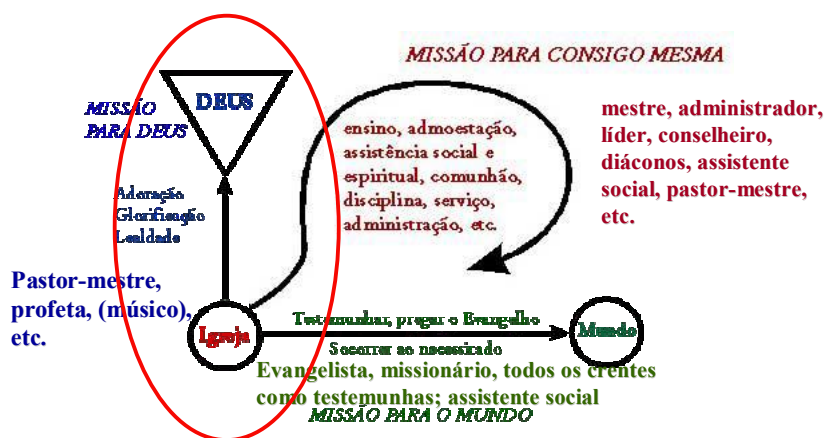 MISSÃO PARA CONSIGO MESMA
DEUS
MISSÃO
PARA DEUS
ensino, admoestação,
assistência social e
espiritual, comunhão,
disciplina, serviço,
administração, etc.
mestre, administrador,
líder, conselheiro,
diáconos, assistente
social, pastor-mestre,
etc.
Adoração
Glorificação
Lealdade
Pastor-mestre,
profeta, (músico),
etc.
Igreja
Testemunhar, pregar o Evangelho
Mundo
Socorrer ao necessitado
Evangelista, missionário, todos os crentes
como testemunhas; assistente social
MISSÃO PARA O MUNDO